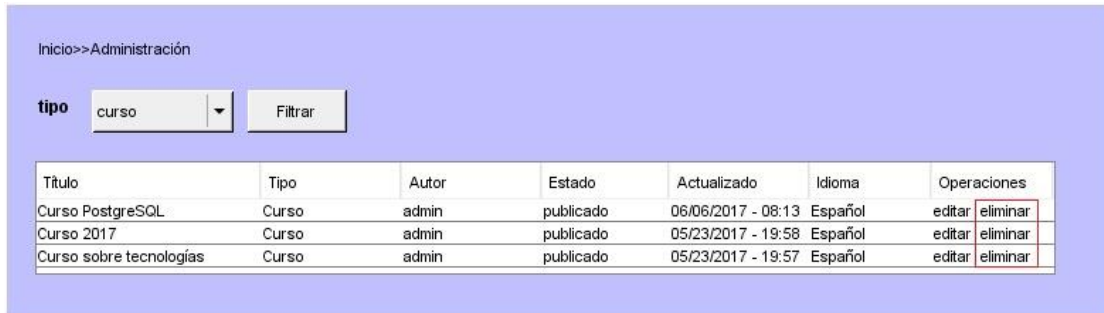 Inicio>>Administración
tipo curso Filtrar
Título Tipo Autor Estado Actualizado Idioma Operaciones
Curso PostgreSQL Curso admin publicado 06/06/2017 - 08:13 Español editar eliminar
Curso 2017 Curso admin publicado 05/23/2017 - 19:58 Español editar eliminar
Curso sobre tecnologías Curso admin publicado 05/23/2017 - 19:57 Español editar eliminar